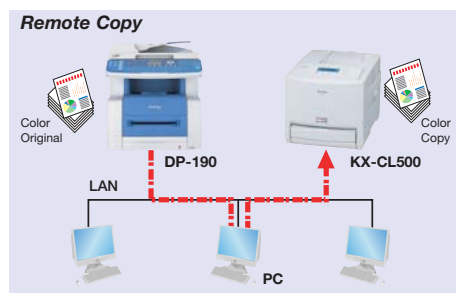 Remote Copy
Color
Original
DP-190
KX-CL500
Color
Copy
LAN
PC